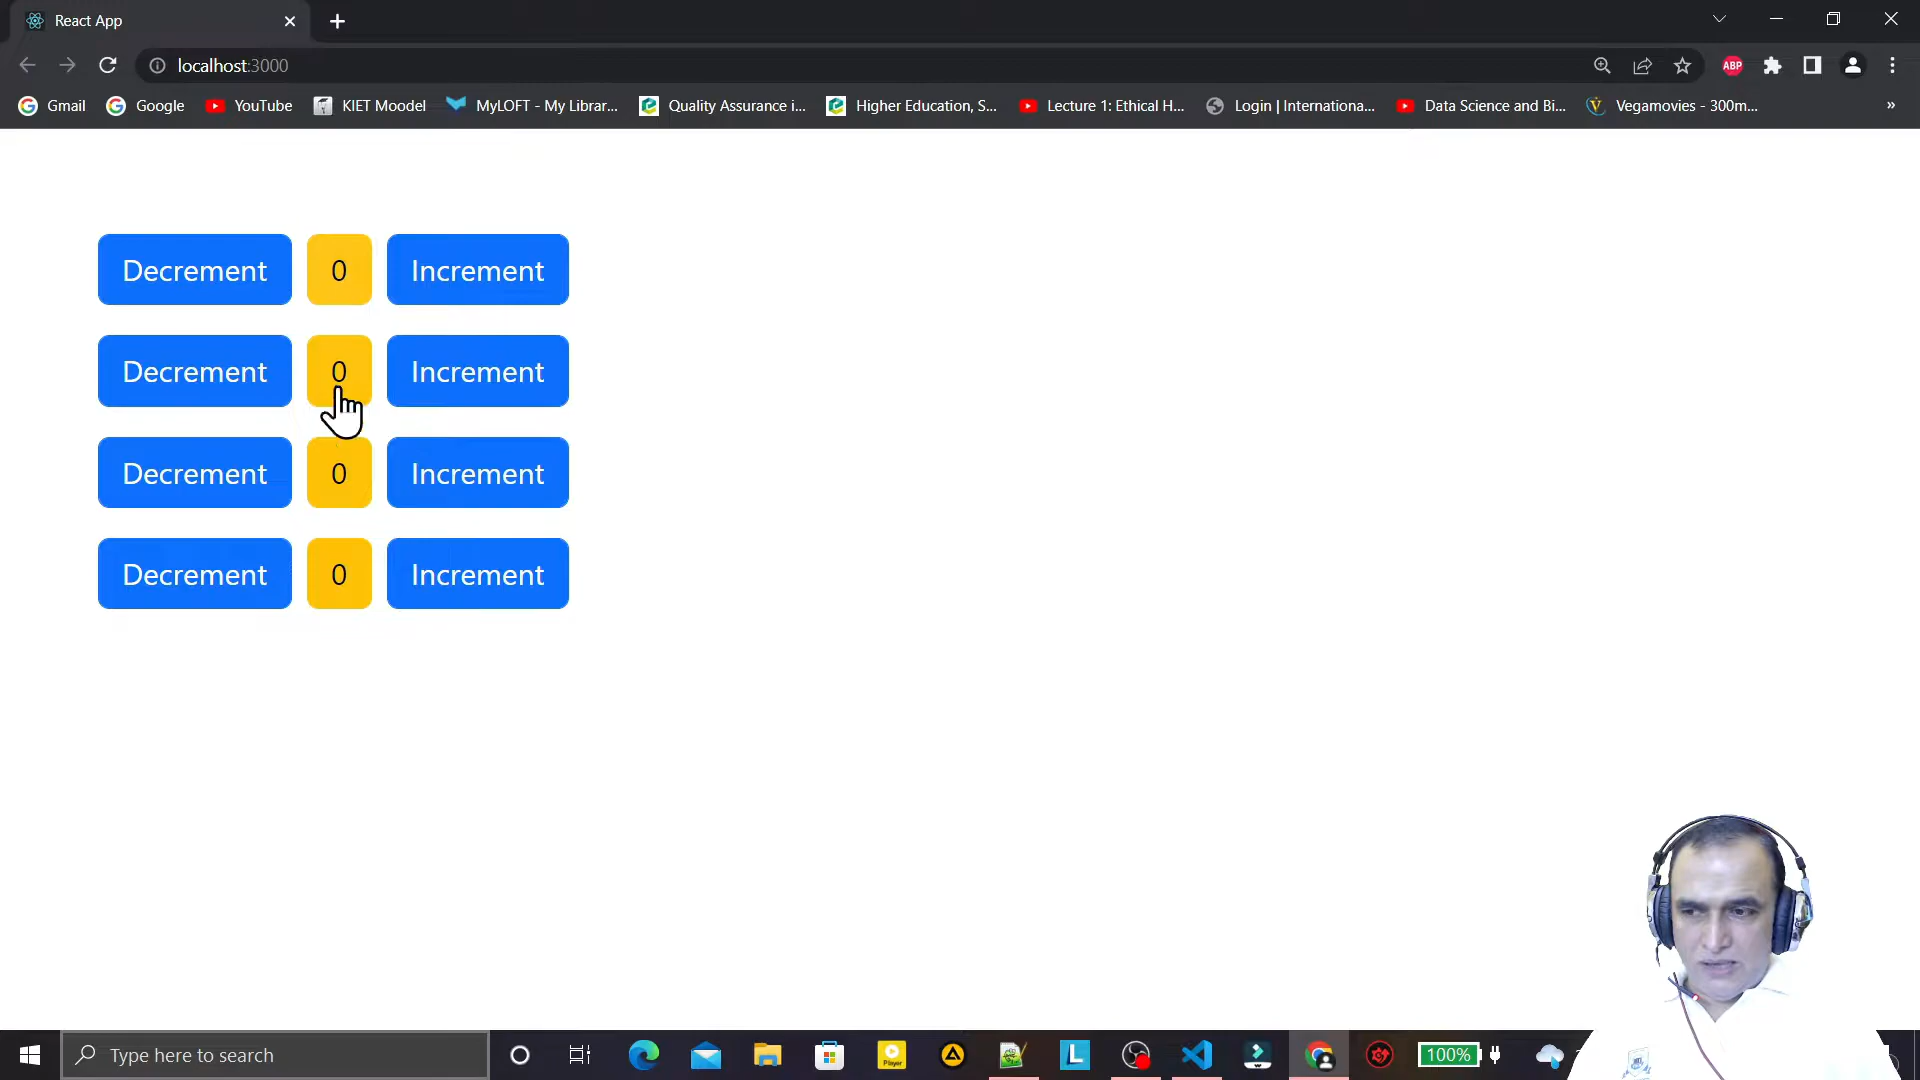 React App
localhost:3000
ABP
Gmail Google YouTube KIET Moodel MyLOFT - My Librar... Quality Assurance i... Higher Education, S... Lecture 1: Ethical H... Login | Internationa... Data Science and Bi... Vegamovies - 300m... »
Decrement 0 Increment
Decrement 0 Increment
Decrement 0 Increment
Decrement 0 Increment
Type here to search
Player
L
100%